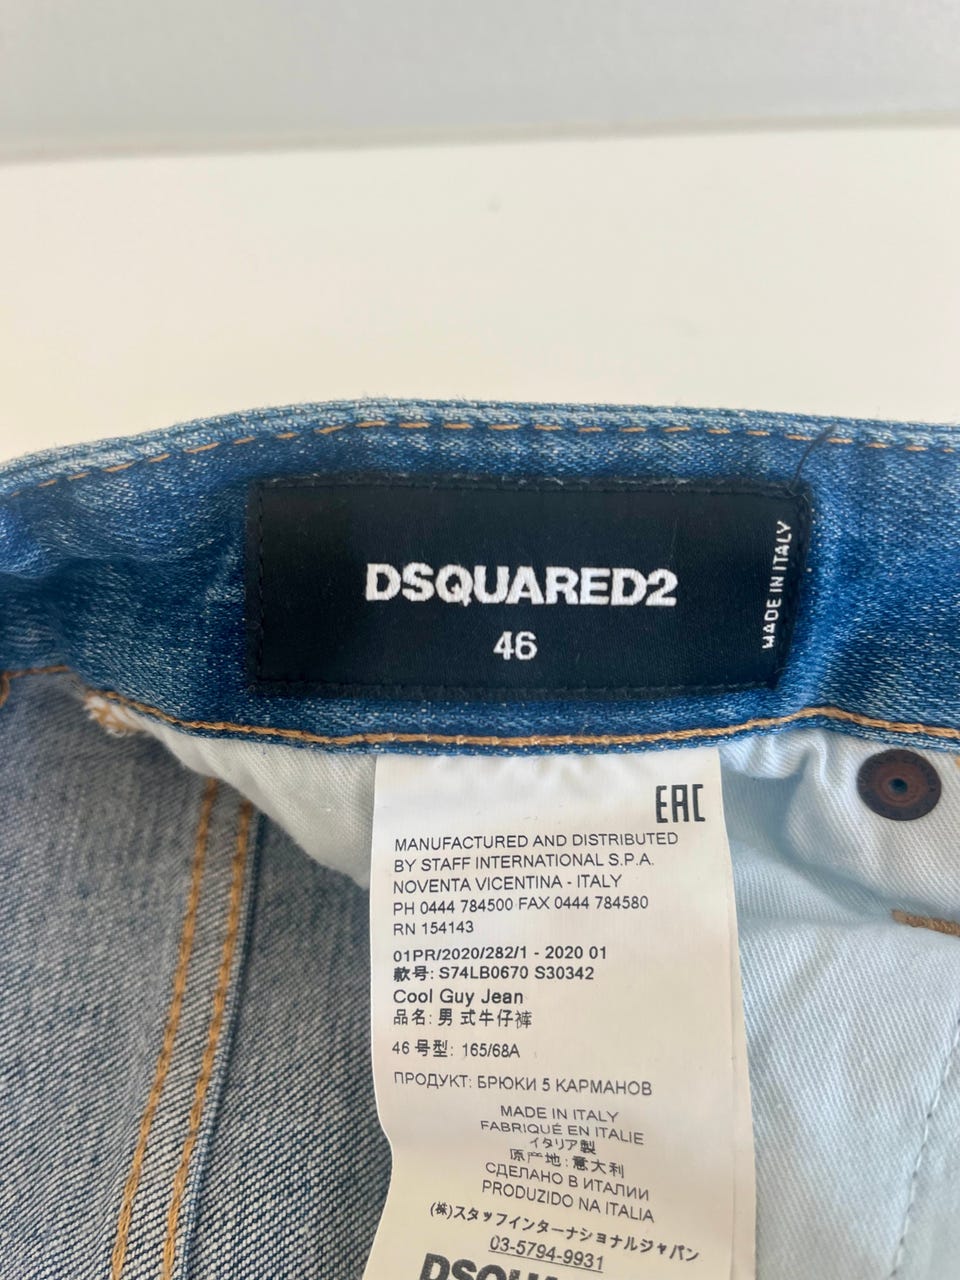 DSQUARED2
46
MADE IN ITALY
EAC
MANUFACTURED AND DISTRIBUTED
BY STAFF INTERNATIONAL S.P.A.
NOVENTA VICENTINA - ITALY
PH 0444 784500 FAX 0444 784580
RN 154143
01PR/2020/282/1 - 2020 01
款号: S74LB0670 S30342
Cool Guy Jean
品名: 男 式牛仔裤
46 号型: 165/68A
ПРОДУКТ: БРЮКИ 5 КАРМАНОВ
MADE IN ITALY
FABRIQUÉ EN ITALIE
イタリア製
原产地: 意大利
СДЕЛАНО В ИТАЛИИ
PRODUZIDO NA ITALIA
(株)スタッフインターナショナルジャパン
03-5794-9931